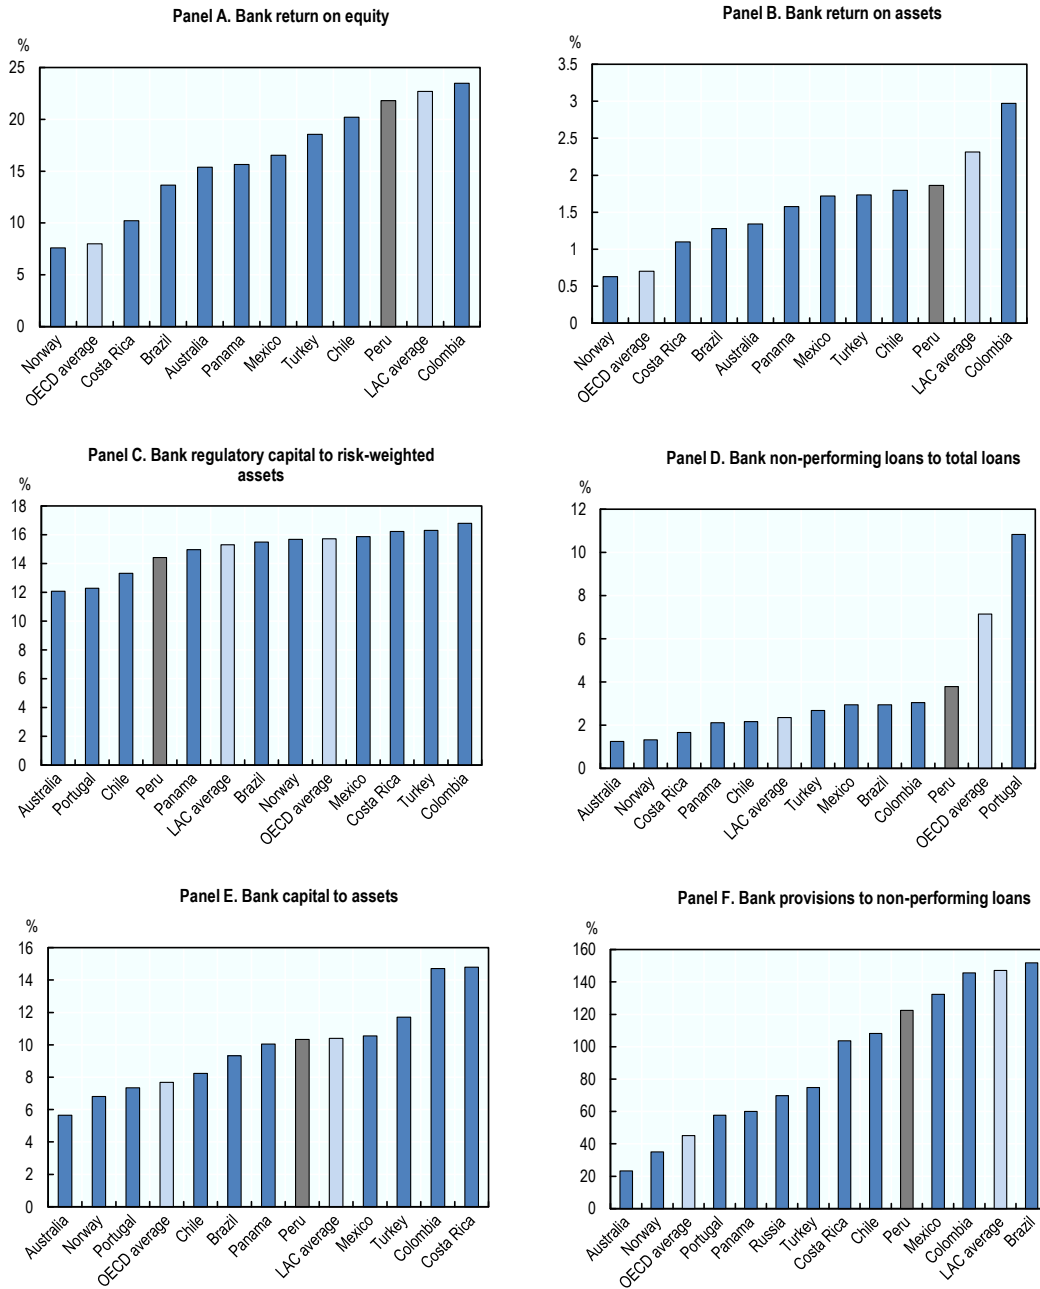 Panel A. Bank return on equity
%
25
20
15
10
5
0
Norway
OECD average
Costa Rica
Brazil
Australia
Panama
Mexico
Turkey
Chile
Peru
LAC average
Colombia
Panel B. Bank return on assets
%
3.5
3
2.5
2
1.5
1
0.5
0
Norway
OECD average
Costa Rica
Brazil
Australia
Panama
Mexico
Turkey
Chile
Peru
LAC average
Colombia
Panel C. Bank regulatory capital to risk-weighted
assets
%
18
16
14
12
10
8
6
4
2
0
Australia
Portugal
Chile
Peru
Panama
LAC average
Brazil
Norway
OECD average
Mexico
Costa Rica
Turkey
Colombia
Panel D. Bank non-performing loans to total loans
%
12
10
8
6
4
2
0
Australia
Norway
Costa Rica
Panama
Chile
LAC average
Turkey
Mexico
Brazil
Colombia
Peru
OECD average
Portugal
Panel E. Bank capital to assets
%
16
14
12
10
8
6
4
2
0
Australia
Norway
Portugal
OECD average
Chile
Brazil
Panama
Peru
LAC average
Mexico
Turkey
Colombia
Costa Rica
Panel F. Bank provisions to non-performing loans
%
160
140
120
100
80
60
40
20
0
Australia
Norway
OECD average
Portugal
Panama
Russia
Turkey
Costa Rica
Chile
Peru
Mexico
Colombia
LAC average
Brazil